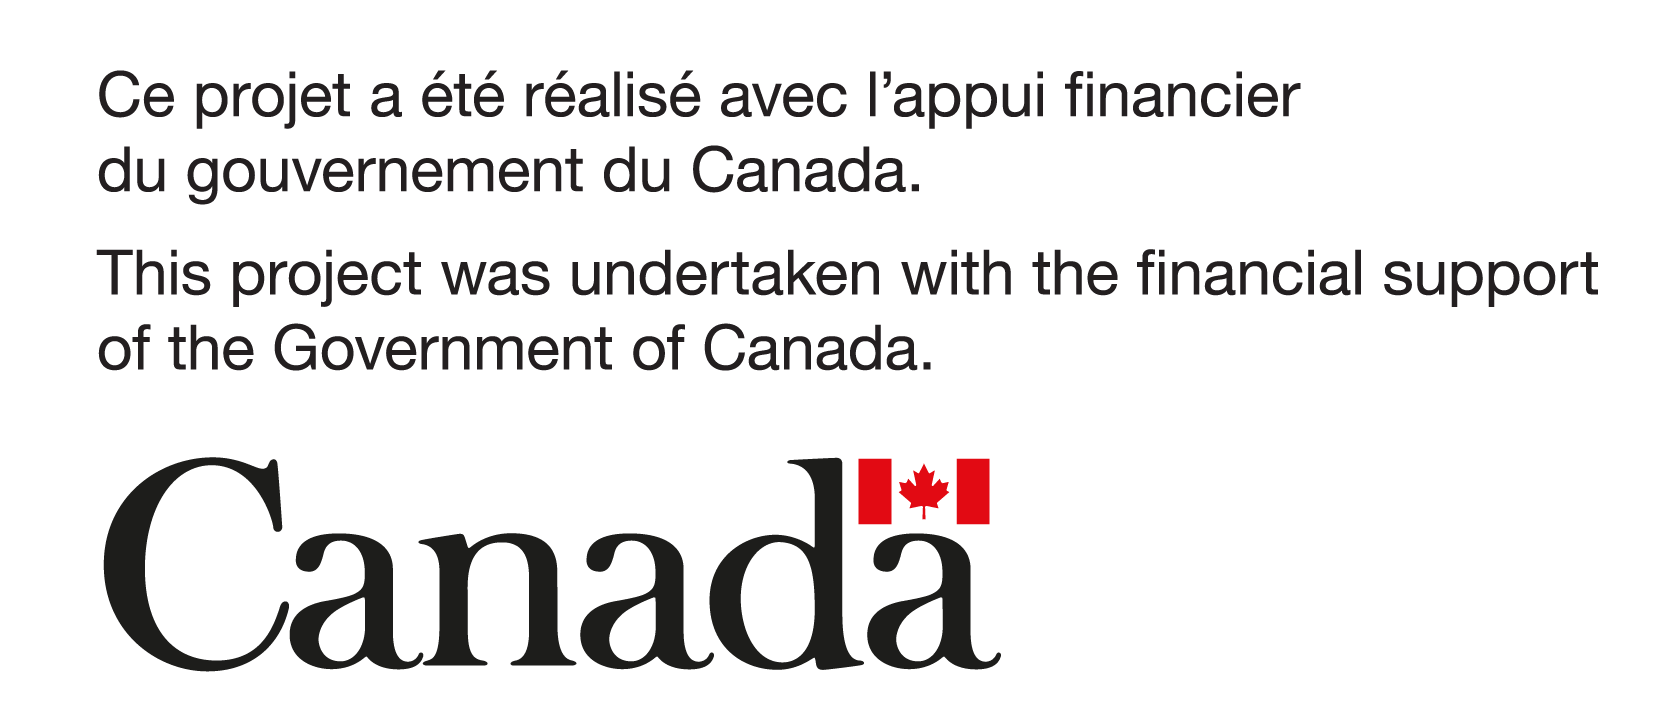 Ce projet a été réalisé avec l’appui financier
du gouvernement du Canada.
This project was undertaken with the financial support
of the Government of Canada.
Canada